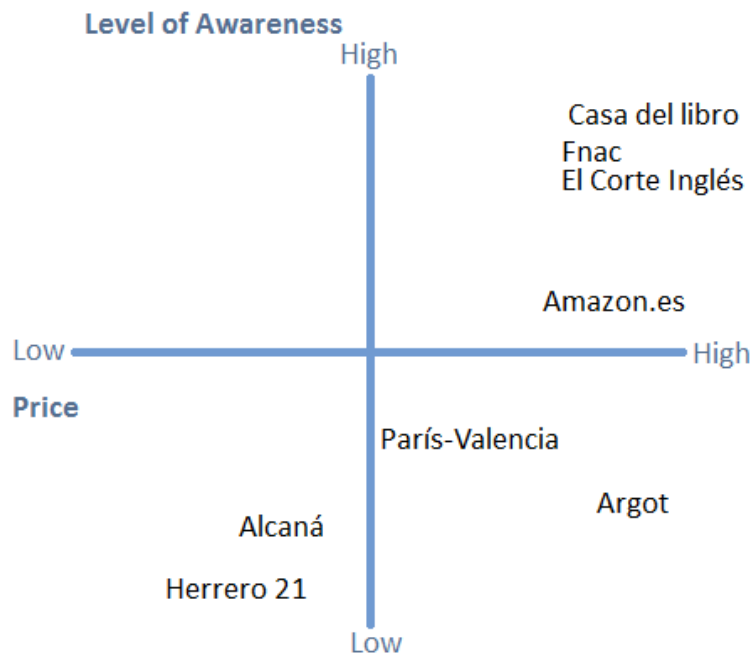 Level of Awareness
High
Casa del libro
Fnac
El Corte Inglés
Amazon.es
Low
High
Price
París-Valencia
Argot
Alcaná
Herrero 21
Low